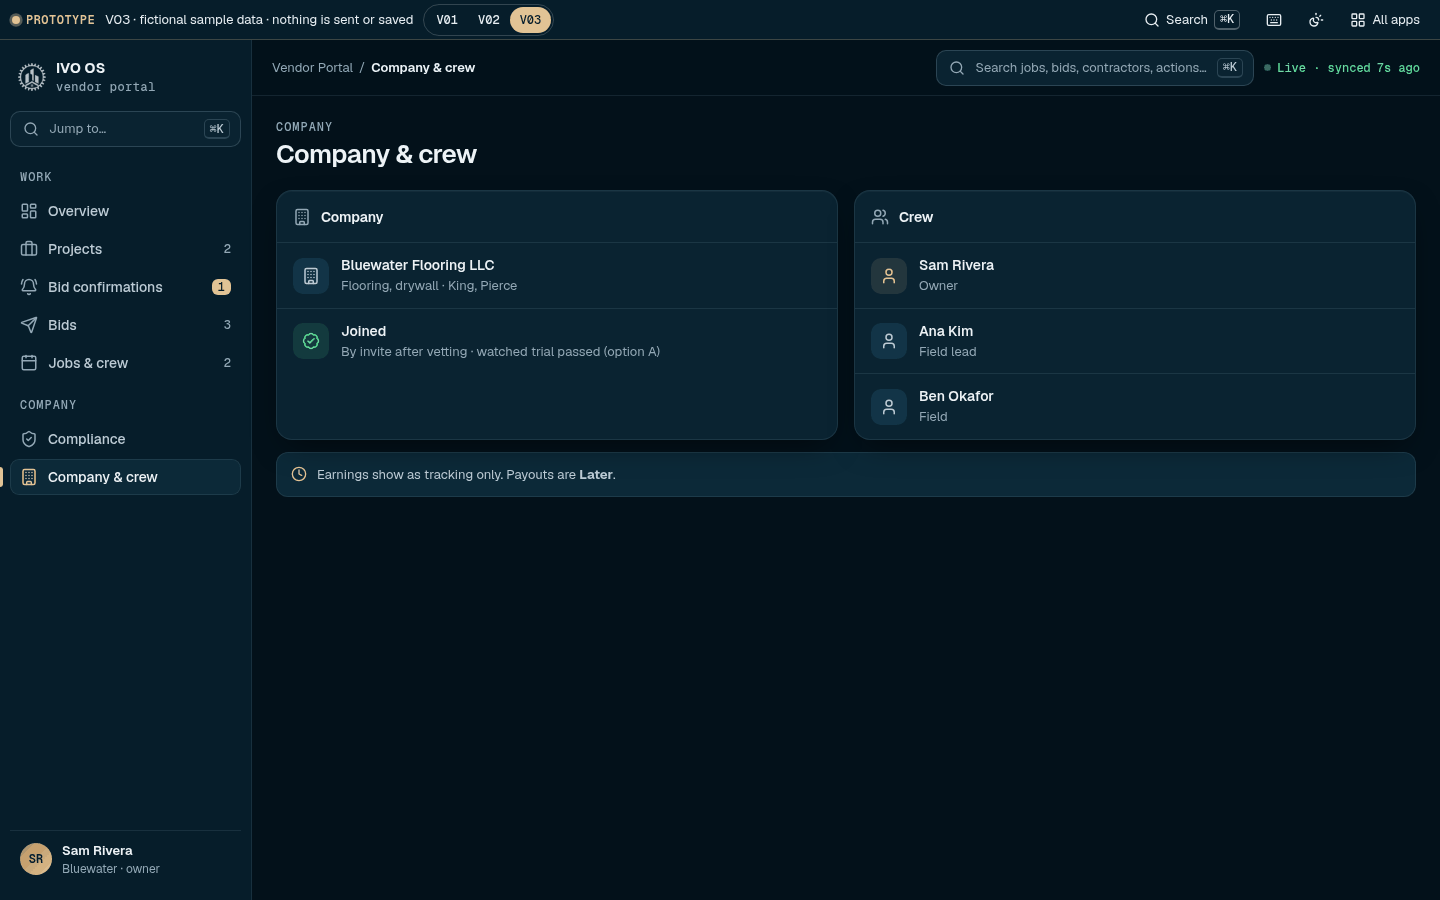 PROTOTYPE V03 · fictional sample data · nothing is sent or saved V01 V02 V03 Search ⌘K All apps
IVO OS
vendor portal
Jump to… ⌘K
WORK
Overview
Projects 2
Bid confirmations 1
Bids 3
Jobs & crew 2
COMPANY
Compliance
Company & crew
Sam Rivera
SR
Bluewater · owner
Vendor Portal / Company & crew
Search jobs, bids, contractors, actions… ⌘K
Live · synced 7s ago
COMPANY
Company & crew
Company
Bluewater Flooring LLC
Flooring, drywall · King, Pierce
Joined
By invite after vetting · watched trial passed (option A)
Crew
Sam Rivera
Owner
Ana Kim
Field lead
Ben Okafor
Field
Earnings show as tracking only. Payouts are Later.